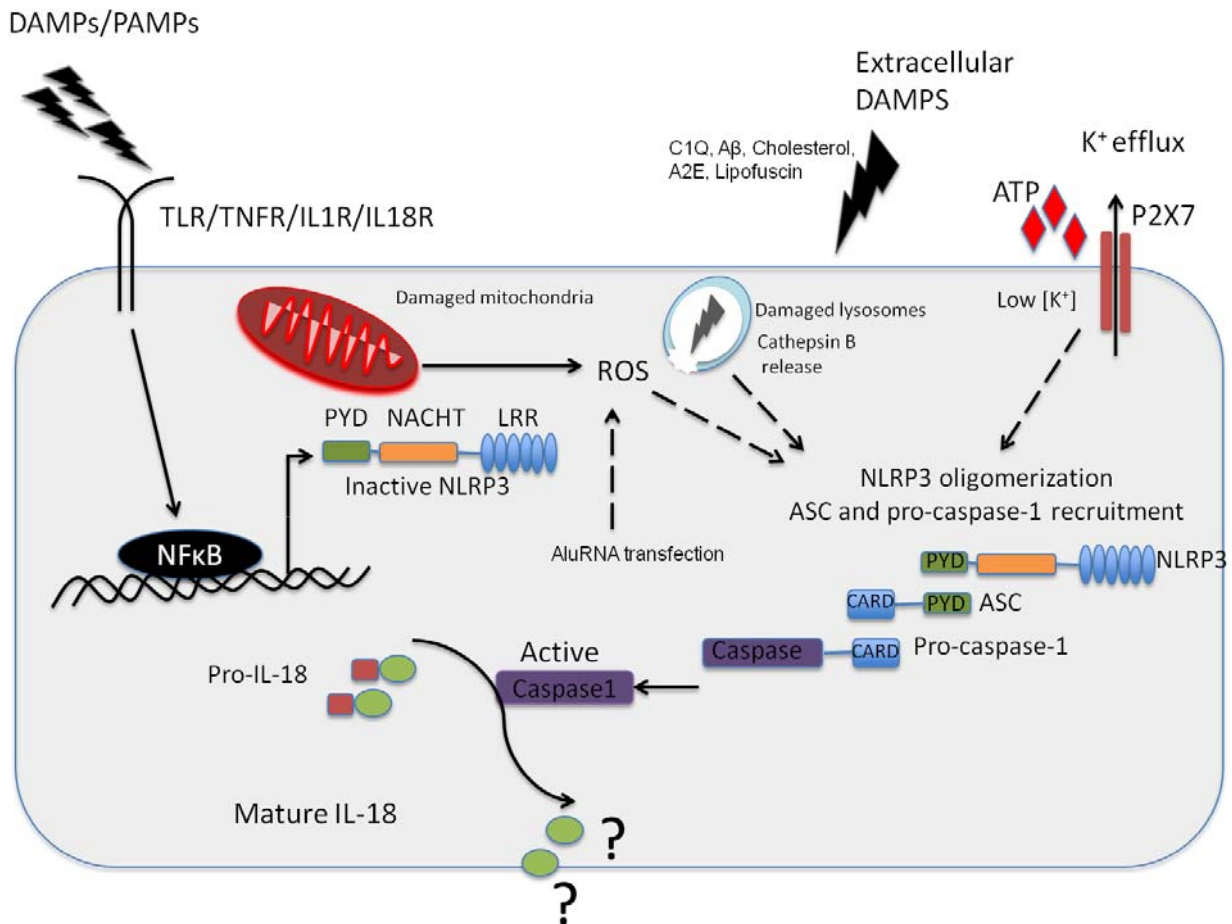 DAMPs/PAMPs
Extracellular
DAMPS
C1Q, Aβ, Cholesterol,
A2E, Lipofuscin
K⁺ efflux
ATP
P2X7
TLR/TNFR/IL1R/IL18R
Low [K⁺]
Damaged mitochondria
Damaged lysosomes
Cathepsin B
release
ROS
PYD NACHT LRR
Inactive NLRP3
NLRP3 oligomerization
ASC and pro-caspase-1 recruitment
NFκB
AluRNA transfection
PYD NLRP3
CARD PYD ASC
Caspase CARD Pro-caspase-1
Active
Caspase1
Pro-IL-18
Mature IL-18
?
?